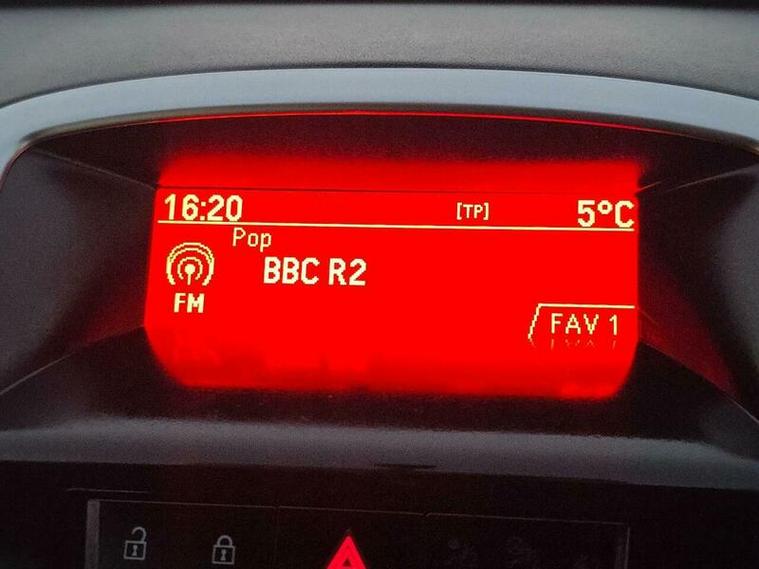 16:20 [TP] 5°C
Pop
BBC R2
FM
FAV 1